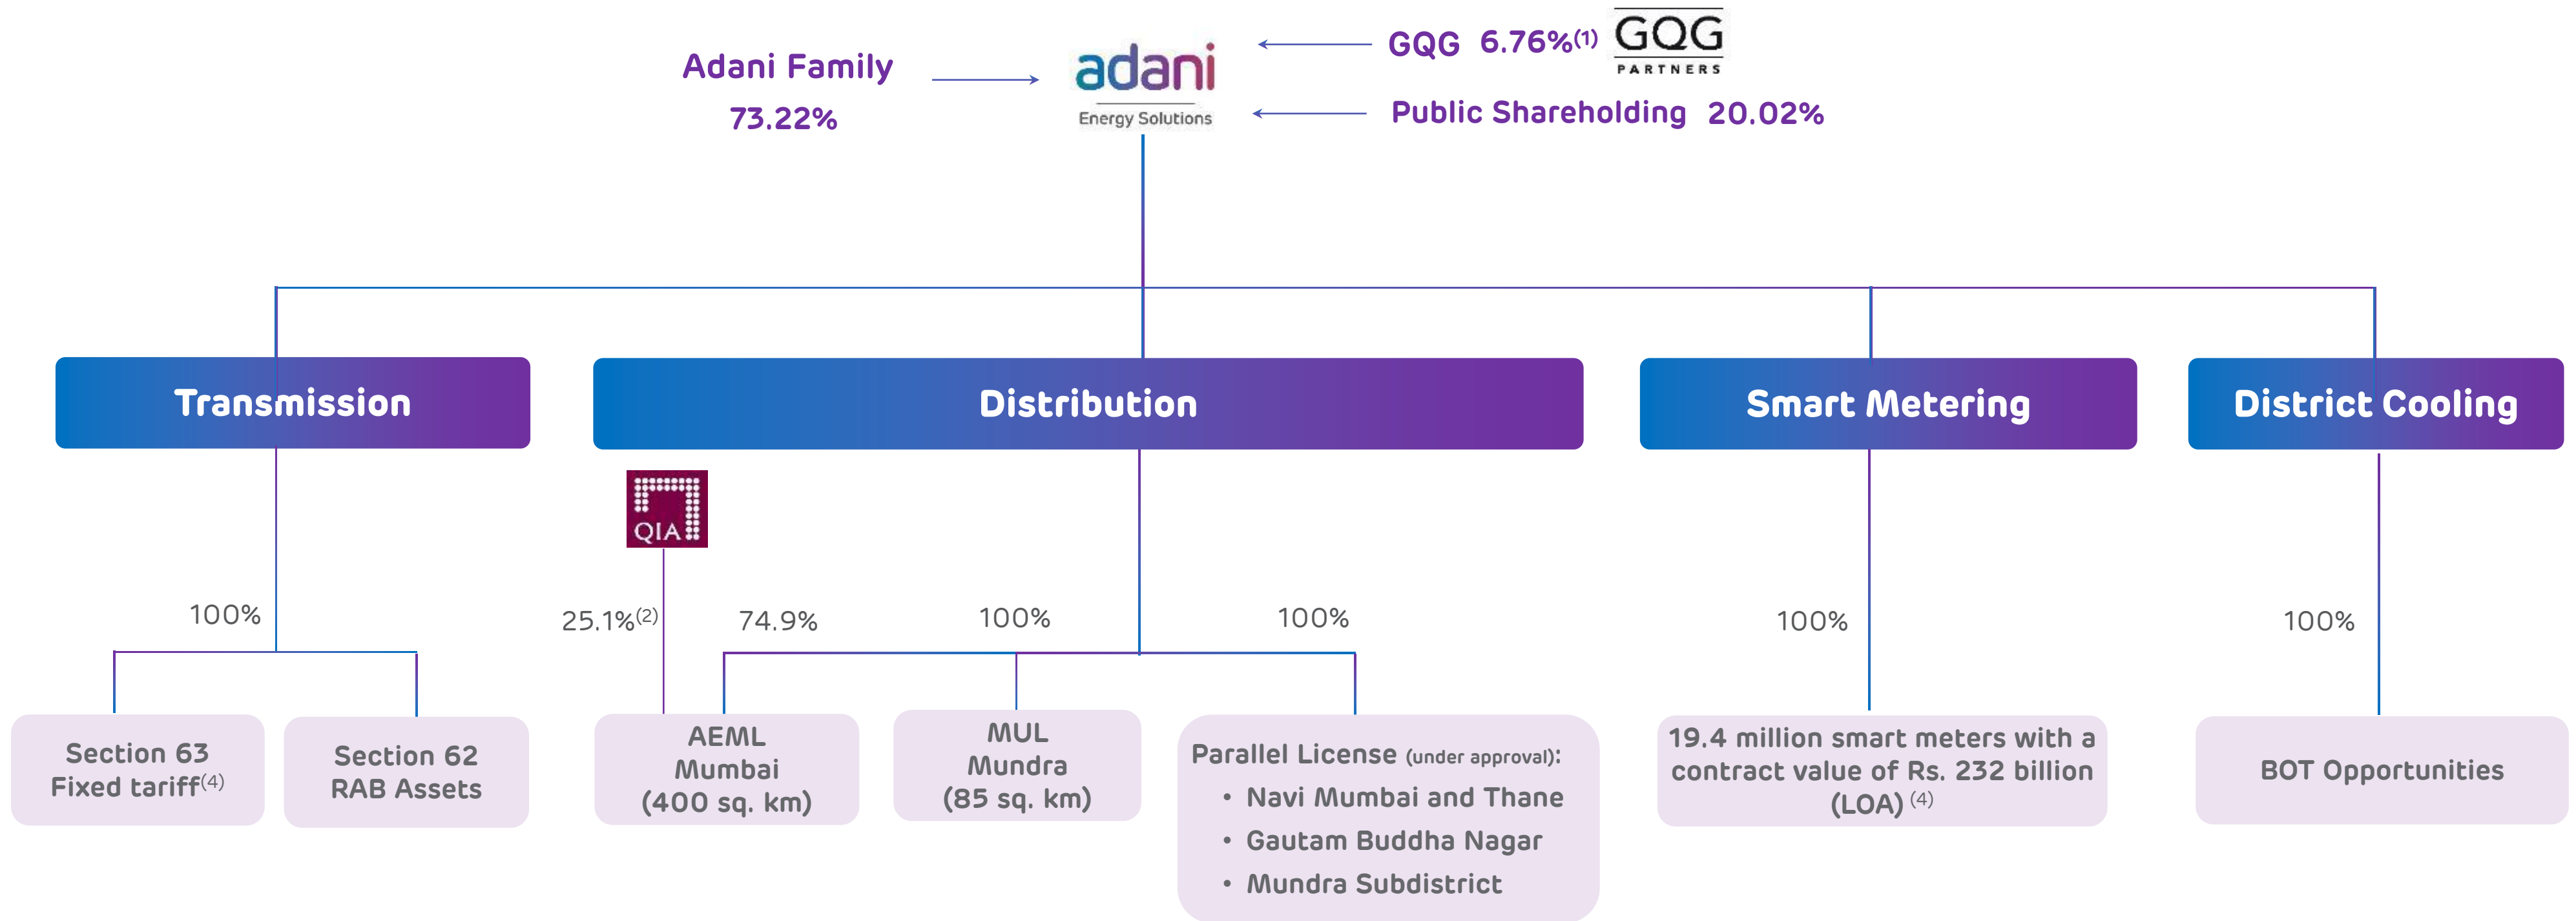 Adani Family
73.22%
adani
Energy Solutions
GQG 6.76%(1)
GQG
PARTNERS
Public Shareholding 20.02%
Transmission
Distribution
Smart Metering
District Cooling
QIA
100%
25.1%(2)
74.9%
100%
100%
100%
100%
Section 63
Fixed tariff(4)
Section 62
RAB Assets
AEML
Mumbai
(400 sq. km)
MUL
Mundra
(85 sq. km)
Parallel License (under approval):
• Navi Mumbai and Thane
• Gautam Buddha Nagar
• Mundra Subdistrict
19.4 million smart meters with a
contract value of Rs. 232 billion
(LOA) (4)
BOT Opportunities